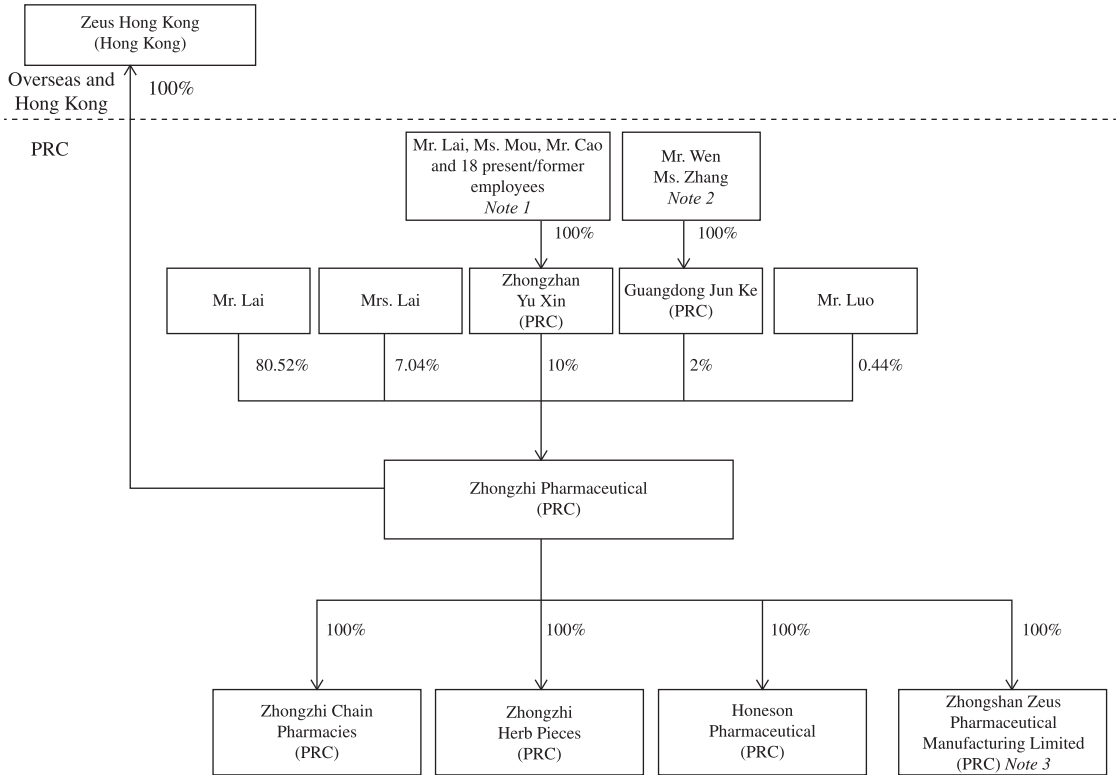 Zeus Hong Kong
(Hong Kong)
Overseas and
Hong Kong
100%
PRC
Mr. Lai, Ms. Mou, Mr. Cao
and 18 present/former
employees
Note 1
Mr. Wen
Ms. Zhang
Note 2
100%
100%
Mr. Lai
Mrs. Lai
Zhongzhan
Yu Xin
(PRC)
Guangdong Jun Ke
(PRC)
Mr. Luo
80.52%
7.04%
10%
2%
0.44%
Zhongzhi Pharmaceutical
(PRC)
100%
100%
100%
100%
Zhongzhi Chain
Pharmacies
(PRC)
Zhongzhi
Herb Pieces
(PRC)
Honeson
Pharmaceutical
(PRC)
Zhongshan Zeus
Pharmaceutical
Manufacturing Limited
(PRC) Note 3